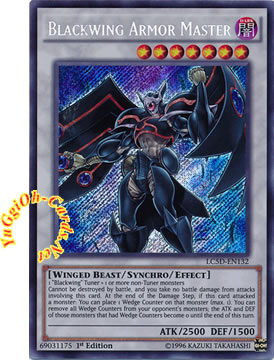 BLACKWING ARMOR MASTER
DARK
闇
LC5D-EN132
[WINGED BEAST/SYNCHRO/EFFECT]
1 "Blackwing" Tuner + 1 or more non-Tuner monsters
Cannot be destroyed by battle, and you take no battle damage from attacks
involving this card. At the end of the Damage Step, if this card attacked
a monster: You can place 1 Wedge Counter on that monster (max. 1). You can
remove all Wedge Counters from your opponent's monsters; the ATK and DEF
of those monsters that had Wedge Counters become 0 until the end of this turn.
ATK/2500 DEF/1500
69031175 1st Edition
©1996 KAZUKI TAKAHASHI
YuGgiOh-Cards.Net